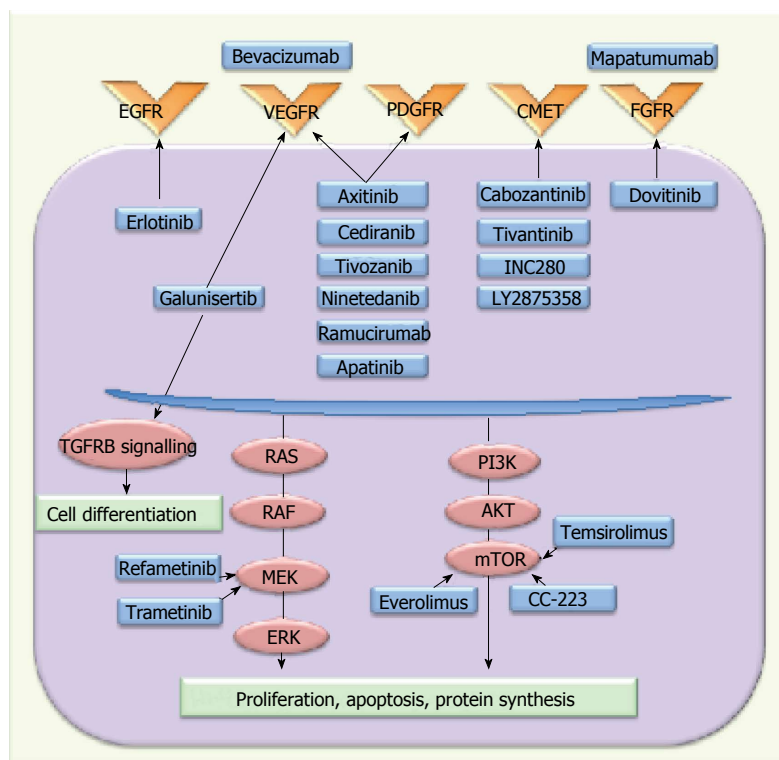 Bevacizumab
Mapatumumab
EGFR
VEGFR
PDGFR
CMET
FGFR
Erlotinib
Axitinib
Cediranib
Tivozanib
Ninetedanib
Ramucirumab
Apatinib
Cabozantinib
Tivantinib
INC280
LY2875358
Dovitinib
Galunisertib
TGFRB signalling
Cell differentiation
RAS
RAF
MEK
ERK
Refametinib
Trametinib
PI3K
AKT
mTOR
Temsirolimus
Everolimus
CC-223
Proliferation, apoptosis, protein synthesis